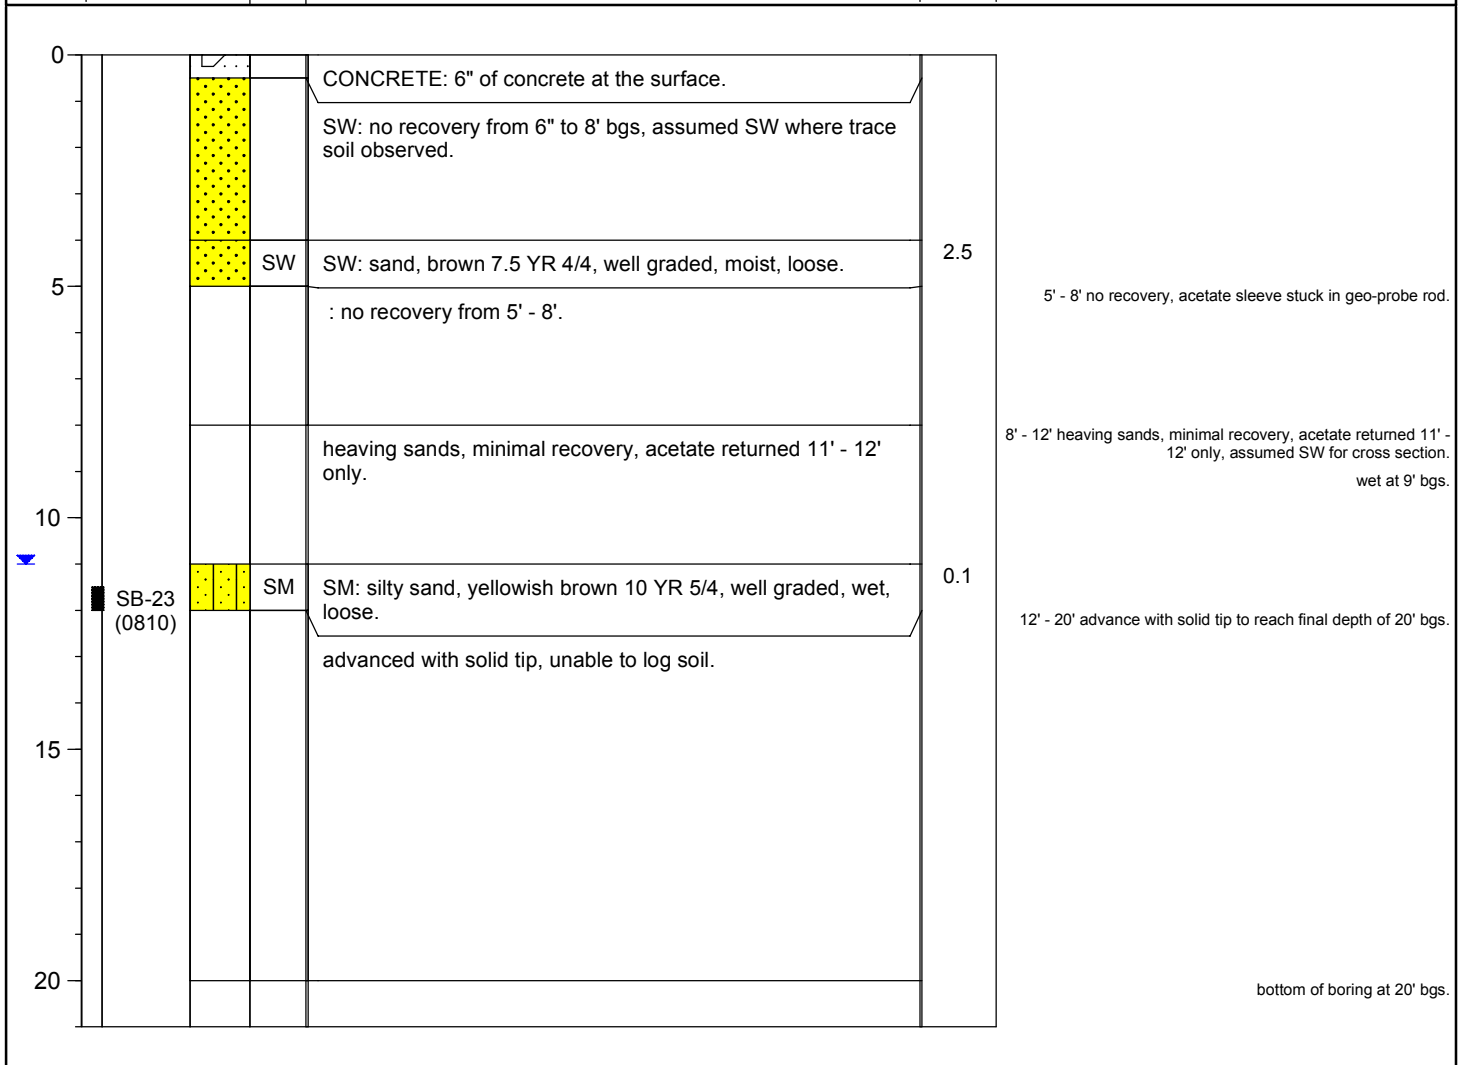 0
CONCRETE: 6" of concrete at the surface.
SW: no recovery from 6" to 8' bgs, assumed SW where trace
soil observed.
2.5
SW
SW: sand, brown 7.5 YR 4/4, well graded, moist, loose.
5
5' - 8' no recovery, acetate sleeve stuck in geo-probe rod.
: no recovery from 5' - 8'.
8' - 12' heaving sands, minimal recovery, acetate returned 11' -
12' only, assumed SW for cross section.
heaving sands, minimal recovery, acetate returned 11' - 12'
only.
wet at 9' bgs.
10
0.1
SM
SM: silty sand, yellowish brown 10 YR 5/4, well graded, wet,
loose.
SB-23
(0810)
12' - 20' advance with solid tip to reach final depth of 20' bgs.
advanced with solid tip, unable to log soil.
15
20
bottom of boring at 20' bgs.